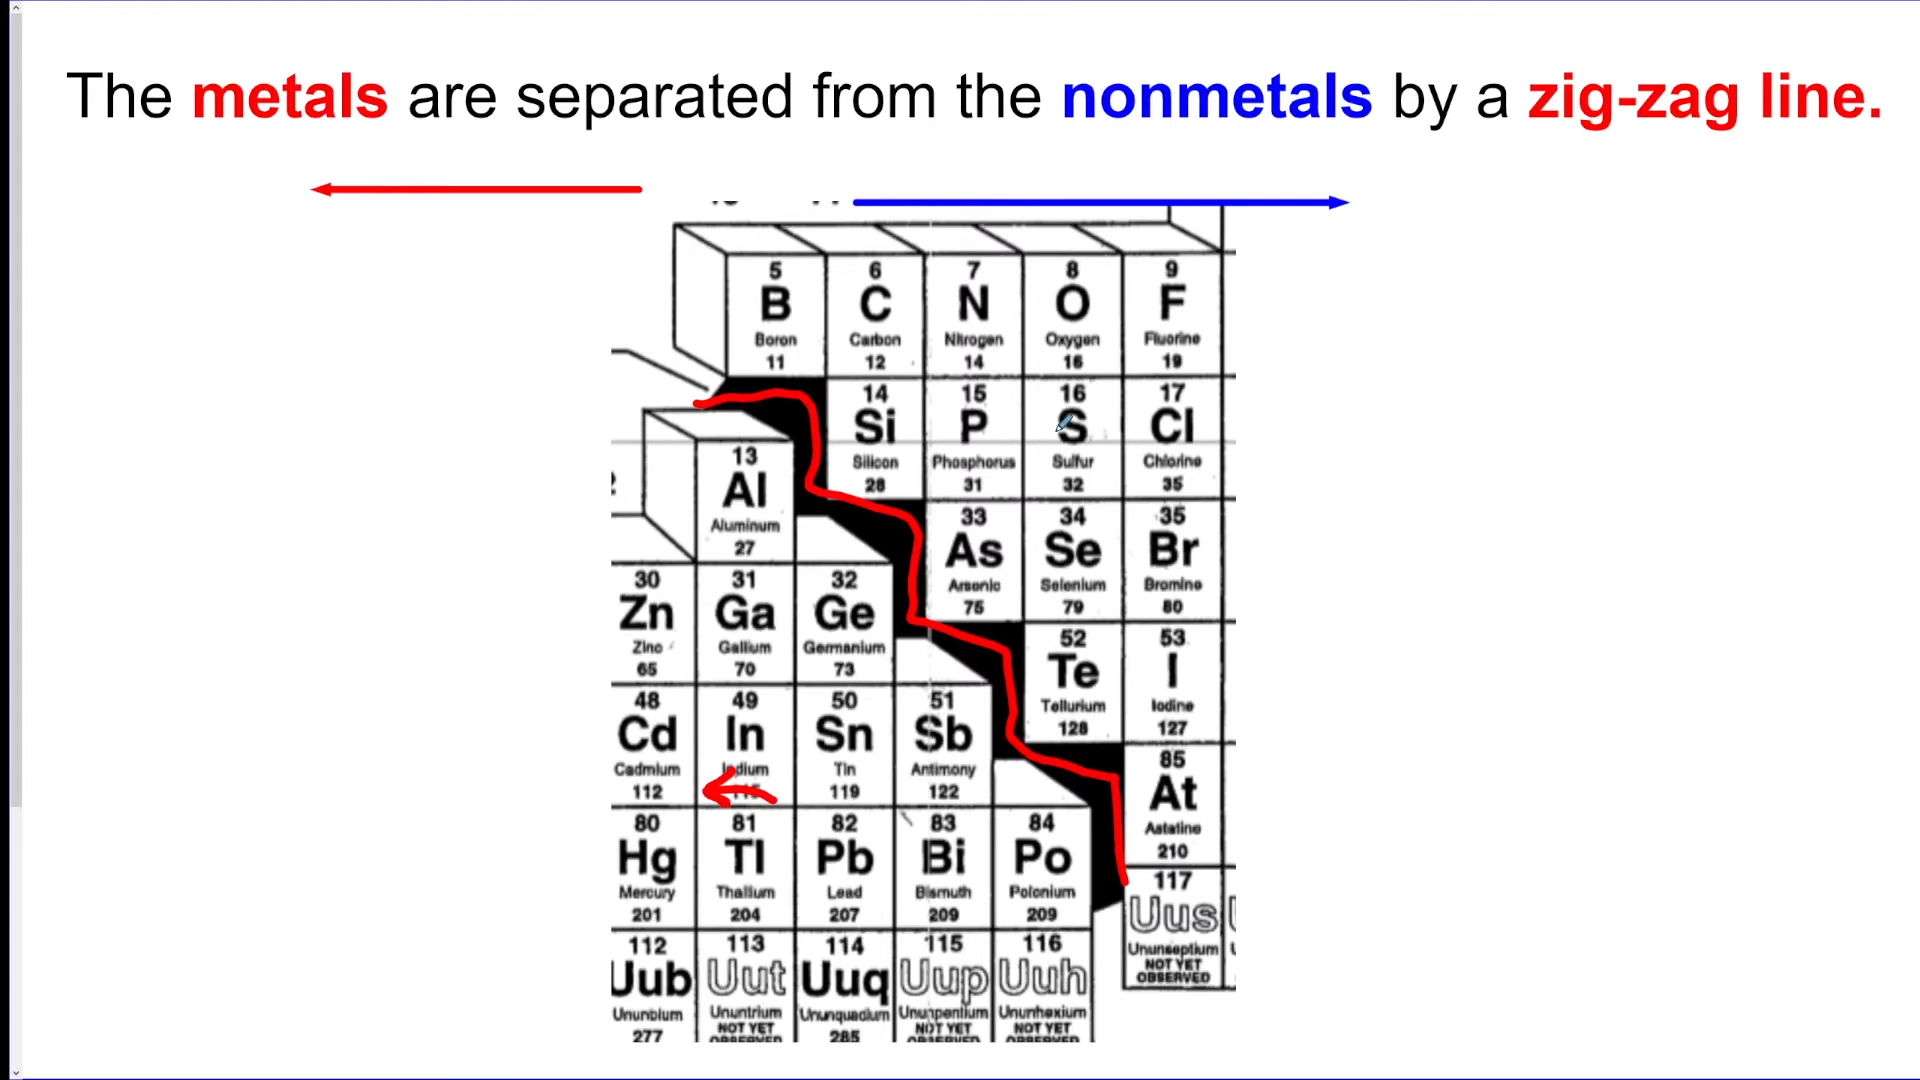 The metals are separated from the nonmetals by a zig-zag line.
5 6 7 8 9
B C N O F
Boron Carbon Nitrogen Oxygen Fluorine
11 12 14 16 19
14 15 16 17
Si P S Cl
Silicon Phosphorus Sulfur Chlorine
28 31 32 35
13
Al
Aluminum
27
33 34 35
As Se Br
Arsenic Selenium Bromine
75 79 80
30 31 32
Zn Ga Ge
Zinc Gallium Germanium
65 70 73
52 53
Te I
Tellurium Iodine
128 127
48 49 50 51
Cd In Sn Sb
Cadmium Indium Tin Antimony
112 115 119 122
85
At
Astatine
210
80 81 82 83 84
Hg Tl Pb Bi Po
Mercury Thallium Lead Bismuth Polonium
201 204 207 209 209
117
Uus
Ununseptium
NOT YET
OBSERVED
112 113 114 115 116
Uub Uut Uuq Uup Uuh
Ununbium Ununtrium Ununquadium Ununpentium Ununhexium
277 NOT YET 285 NOT YET NOT YET
OBSERVED OBSERVED OBSERVED